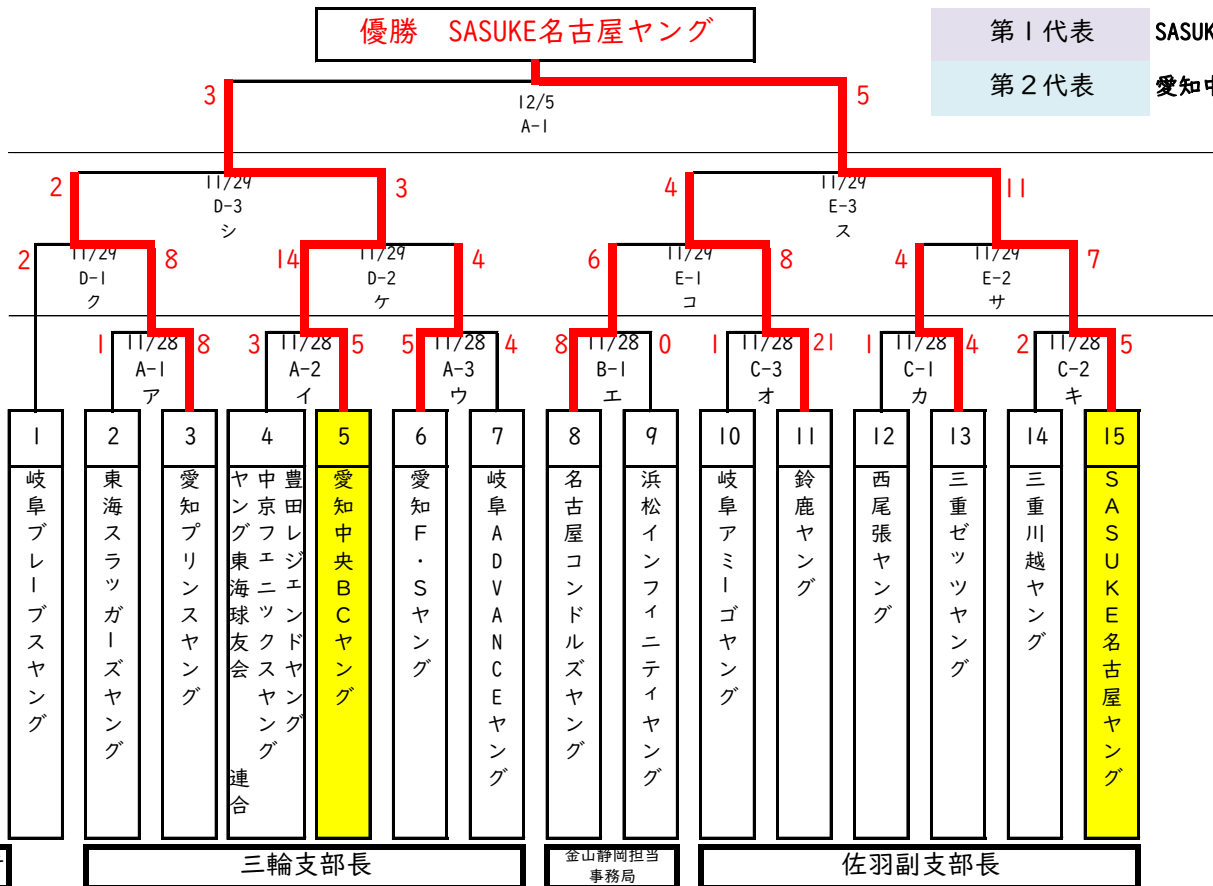 優勝　SASUKE名古屋ヤング
第1代表
SASUK
第2代表
愛知中
3
12/5
A-1
5
2
11/29
D-3
シ
3
4
11/29
E-3
ス
11
2
11/29
D-1
ク
8
14
11/29
D-2
ケ
4
6
11/29
E-1
コ
8
4
11/29
E-2
サ
7
1
11/28
A-1
ア
8
3
11/28
A-2
イ
5
5
11/28
A-3
ウ
4
8
11/28
B-1
エ
0
1
11/28
C-3
オ
21
1
11/28
C-1
カ
4
2
11/28
C-2
キ
5
1
岐阜ブレーブスヤング
2
東海スラッガーズヤング
3
愛知プリンスヤング
4
豊田レジェンドヤング
中京フェニックスヤング
ヤング東海球友会　連合
5
愛知中央BCヤング
6
愛知F・Sヤング
7
岐阜ADVANCEヤング
8
名古屋コンドルズヤング
9
浜松インフィニティヤング
10
岐阜アミーゴヤング
11
鈴鹿ヤング
12
西尾張ヤング
13
三重ゼッツヤング
14
三重川越ヤング
15
SASUKE名古屋ヤング
三輪支部長
金山静岡担当
事務局
佐羽副支部長